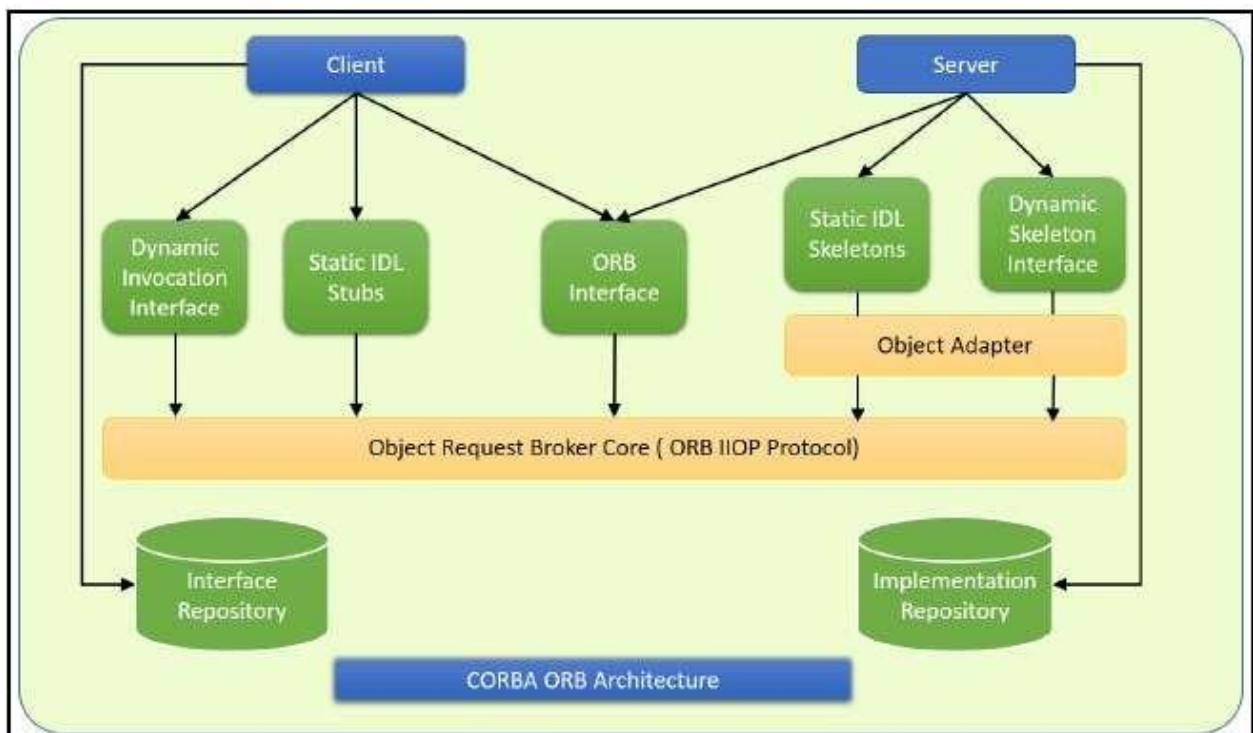 Client
Server
Dynamic
Invocation
Interface
Static IDL
Stubs
ORB
Interface
Static IDL
Skeletons
Dynamic
Skeleton
Interface
Object Adapter
Object Request Broker Core ( ORB IIOP Protocol)
Interface
Repository
Implementation
Repository
CORBA ORB Architecture